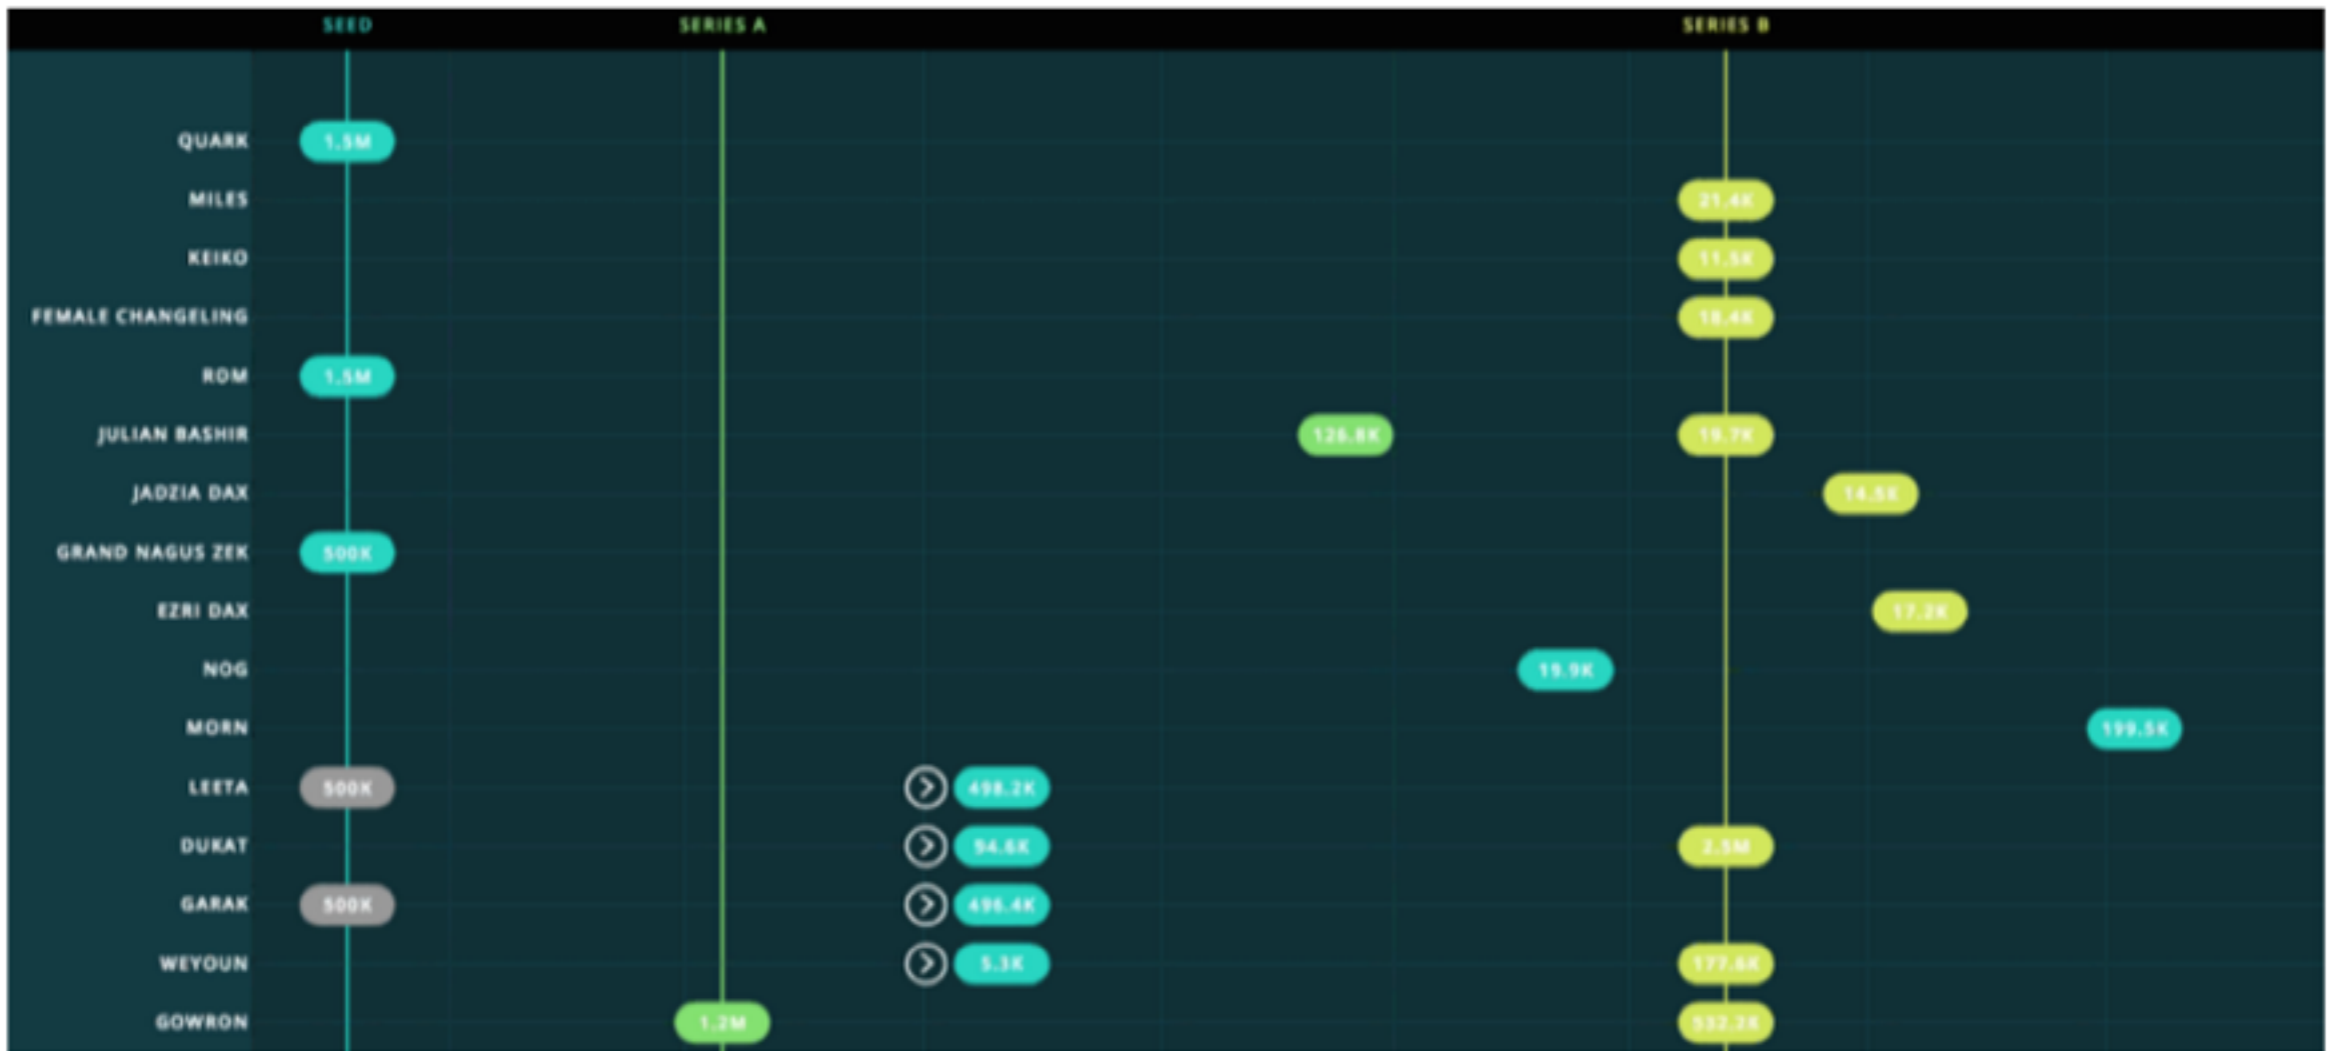 SEED SERIES A SERIES B
QUARK 1.5M
MILES 21.4K
KEIKO 11.5K
FEMALE CHANGELING 18.4K
ROM 1.5M
JULIAN BASHIR 126.8K 19.7K
JADZIA DAX 14.5K
GRAND NAGUS ZEK 500K
EZRI DAX 17.2K
NOG 19.9K
MORN 199.5K
LEETA 500K 498.2K
DUKAT 94.6K 2.5M
GARAK 500K 496.4K
WEYOUN 5.3K 177.6K
GOWRON 1.2M 532.2K